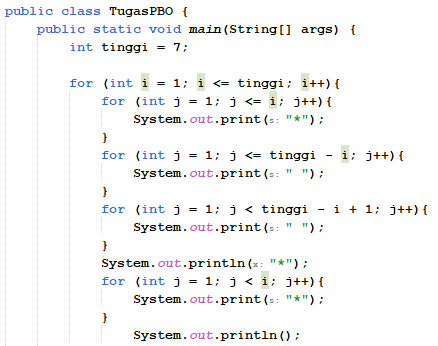 public class TugasPBO {
    public static void main(String[] args) {
        int tinggi = 7;

        for (int i = 1; i <= tinggi; i++){
            for (int j = 1; j <= i; j++){
                System.out.print(s: "*");
            }
            for (int j = 1; j <= tinggi - i; j++){
                System.out.print(s: " ");
            }
            for (int j = 1; j < tinggi - i + 1; j++){
                System.out.print(s: " ");
            }
            System.out.println(x: "*");
            for (int j = 1; j < i; j++){
                System.out.print(s: "*");
            }
                System.out.println();